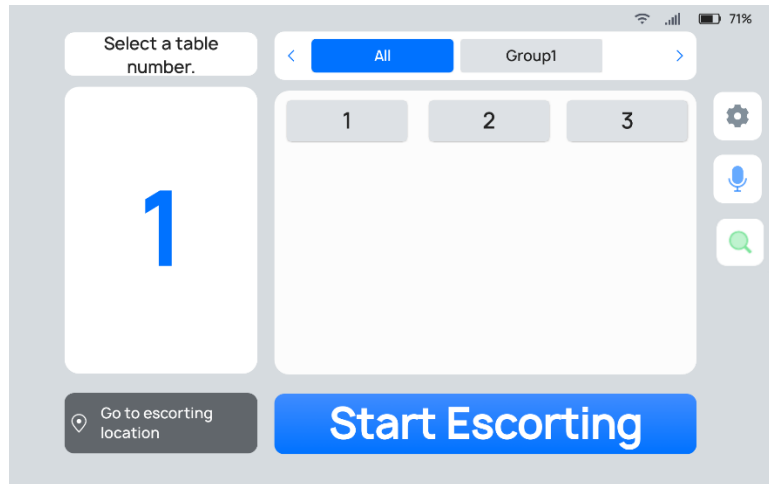 71%
Select a table
number.
All
Group1
1
1
2
3
Go to escorting
location
Start Escorting